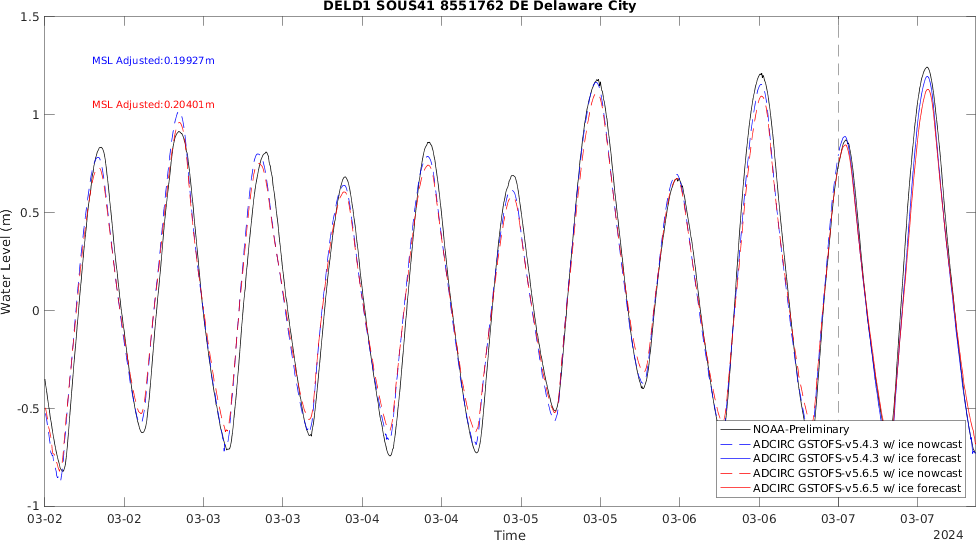 DELD1 SOUS41 8551762 DE Delaware City
1.5
MSL Adjusted:0.19927m
MSL Adjusted:0.20401m
1
0.5
0
-0.5
-1
Water Level (m)
NOAA-Preliminary
ADCIRC GSTOFS-v5.4.3 w/ ice nowcast
ADCIRC GSTOFS-v5.4.3 w/ ice forecast
ADCIRC GSTOFS-v5.6.5 w/ ice nowcast
ADCIRC GSTOFS-v5.6.5 w/ ice forecast
03-02 03-02 03-03 03-03 03-04 03-04 03-05 03-05 03-06 03-06 03-07 03-07
Time
2024